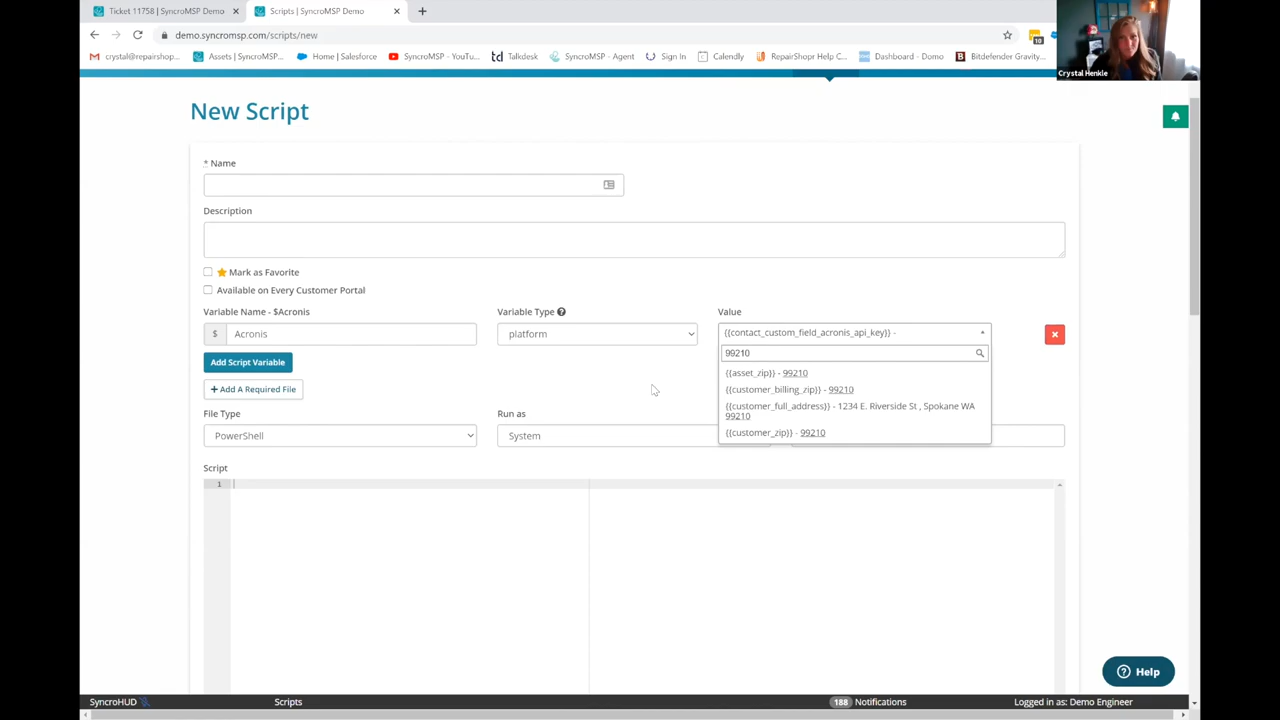 Ticket 11758 | SyncroMSP Demo
Scripts | SyncroMSP Demo
demo.syncromsp.com/scripts/new
10
crystal@repairshop...
Assets | SyncroMSP...
Home | Salesforce
SyncroMSP - YouTu...
Talkdesk
SyncroMSP - Agent
Sign In
Calendly
RepairShopr Help C...
Dashboard - Domo
Bitdefender Gravity...
Crystal Henkle
New Script
* Name
Description
Mark as Favorite
Available on Every Customer Portal
Variable Name - $Acronis
Variable Type
Value
$ Acronis
platform
{{contact_custom_field_acronis_api_key}} -
99210
{{asset_zip}} - 99210
{{customer_billing_zip}} - 99210
{{customer_full_address}} - 1234 E. Riverside St , Spokane WA
99210
{{customer_zip}} - 99210
Add Script Variable
+ Add A Required File
File Type
Run as
PowerShell
System
Script
1
Help
SyncroHUD
Scripts
188 Notifications
Logged in as: Demo Engineer